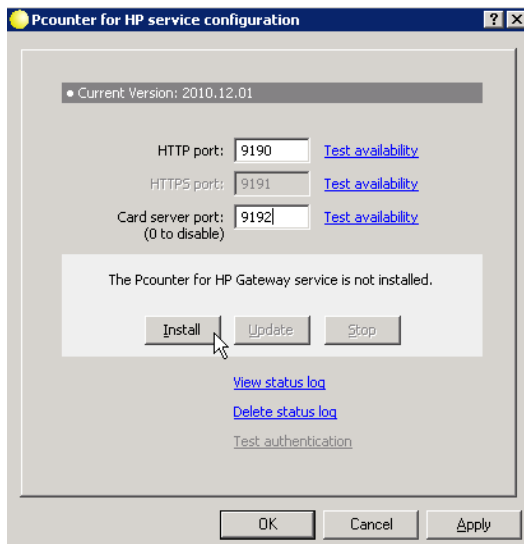 Pcounter for HP service configuration
Current Version: 2010.12.01
HTTP port: 9190 Test availability
HTTPS port: 9191 Test availability
Card server port: 9192 Test availability
(0 to disable)
The Pcounter for HP Gateway service is not installed.
Install Update Stop
View status log
Delete status log
Test authentication
OK Cancel Apply